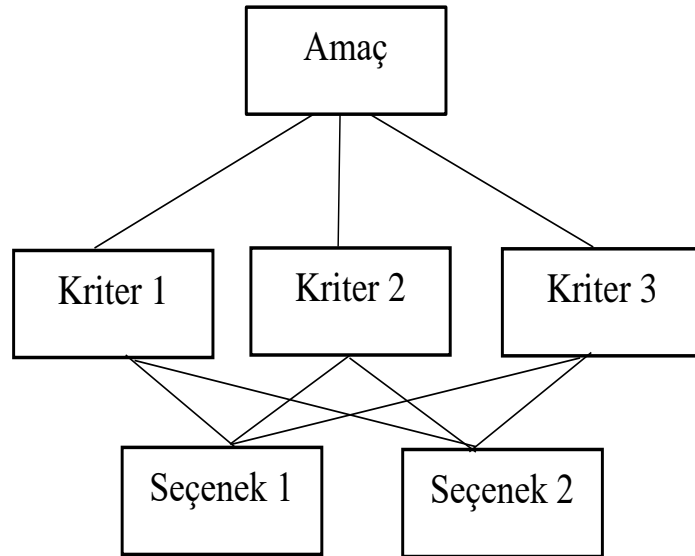 Amaç
Kriter 1
Kriter 2
Kriter 3
Seçenek 1
Seçenek 2